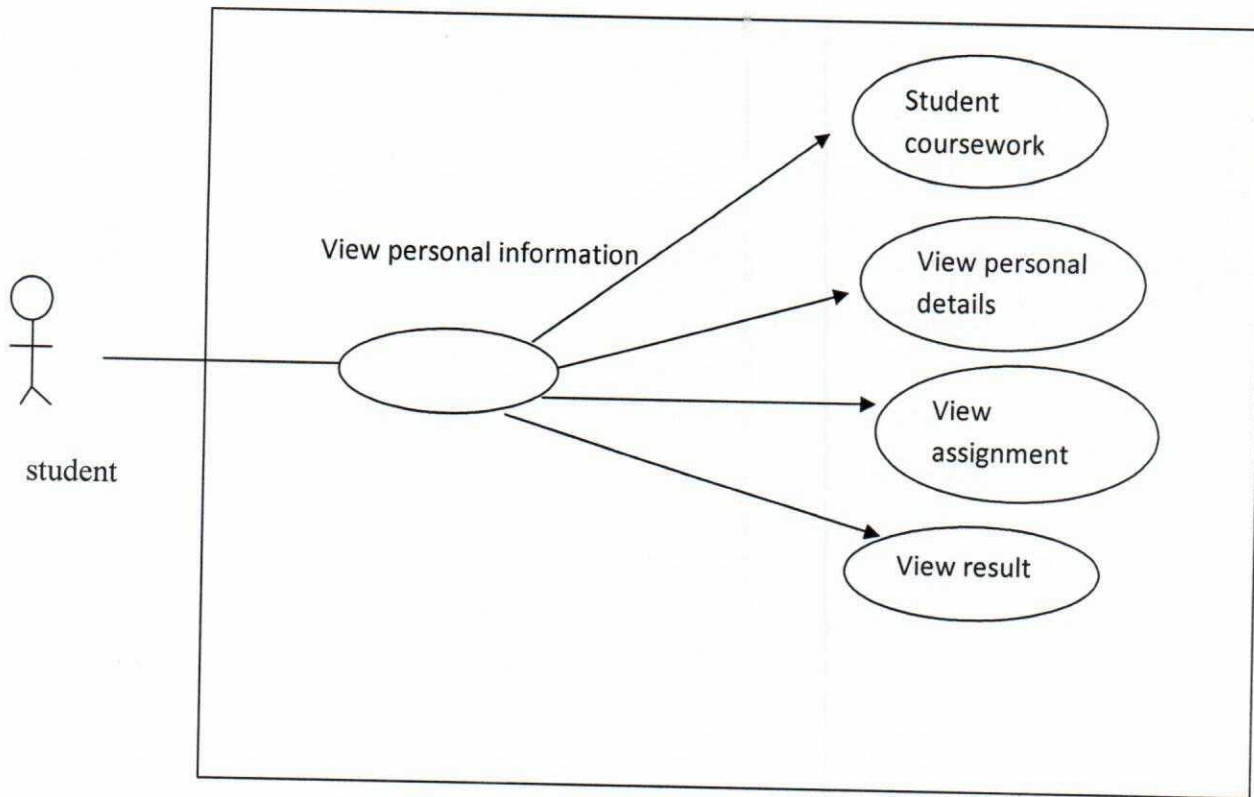 Student
coursework
View personal information
View personal
details
View
assignment
student
View result